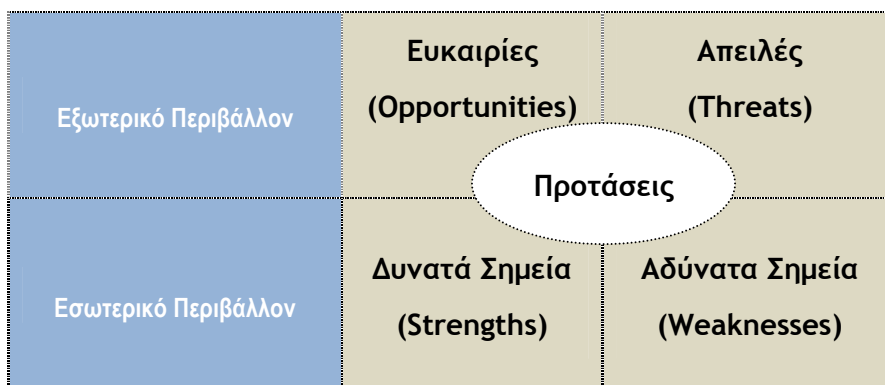 Εξωτερικό Περιβάλλον
Ευκαιρίες
(Opportunities)
Απειλές
(Threats)
Προτάσεις
Εσωτερικό Περιβάλλον
Δυνατά Σημεία
(Strengths)
Αδύνατα Σημεία
(Weaknesses)